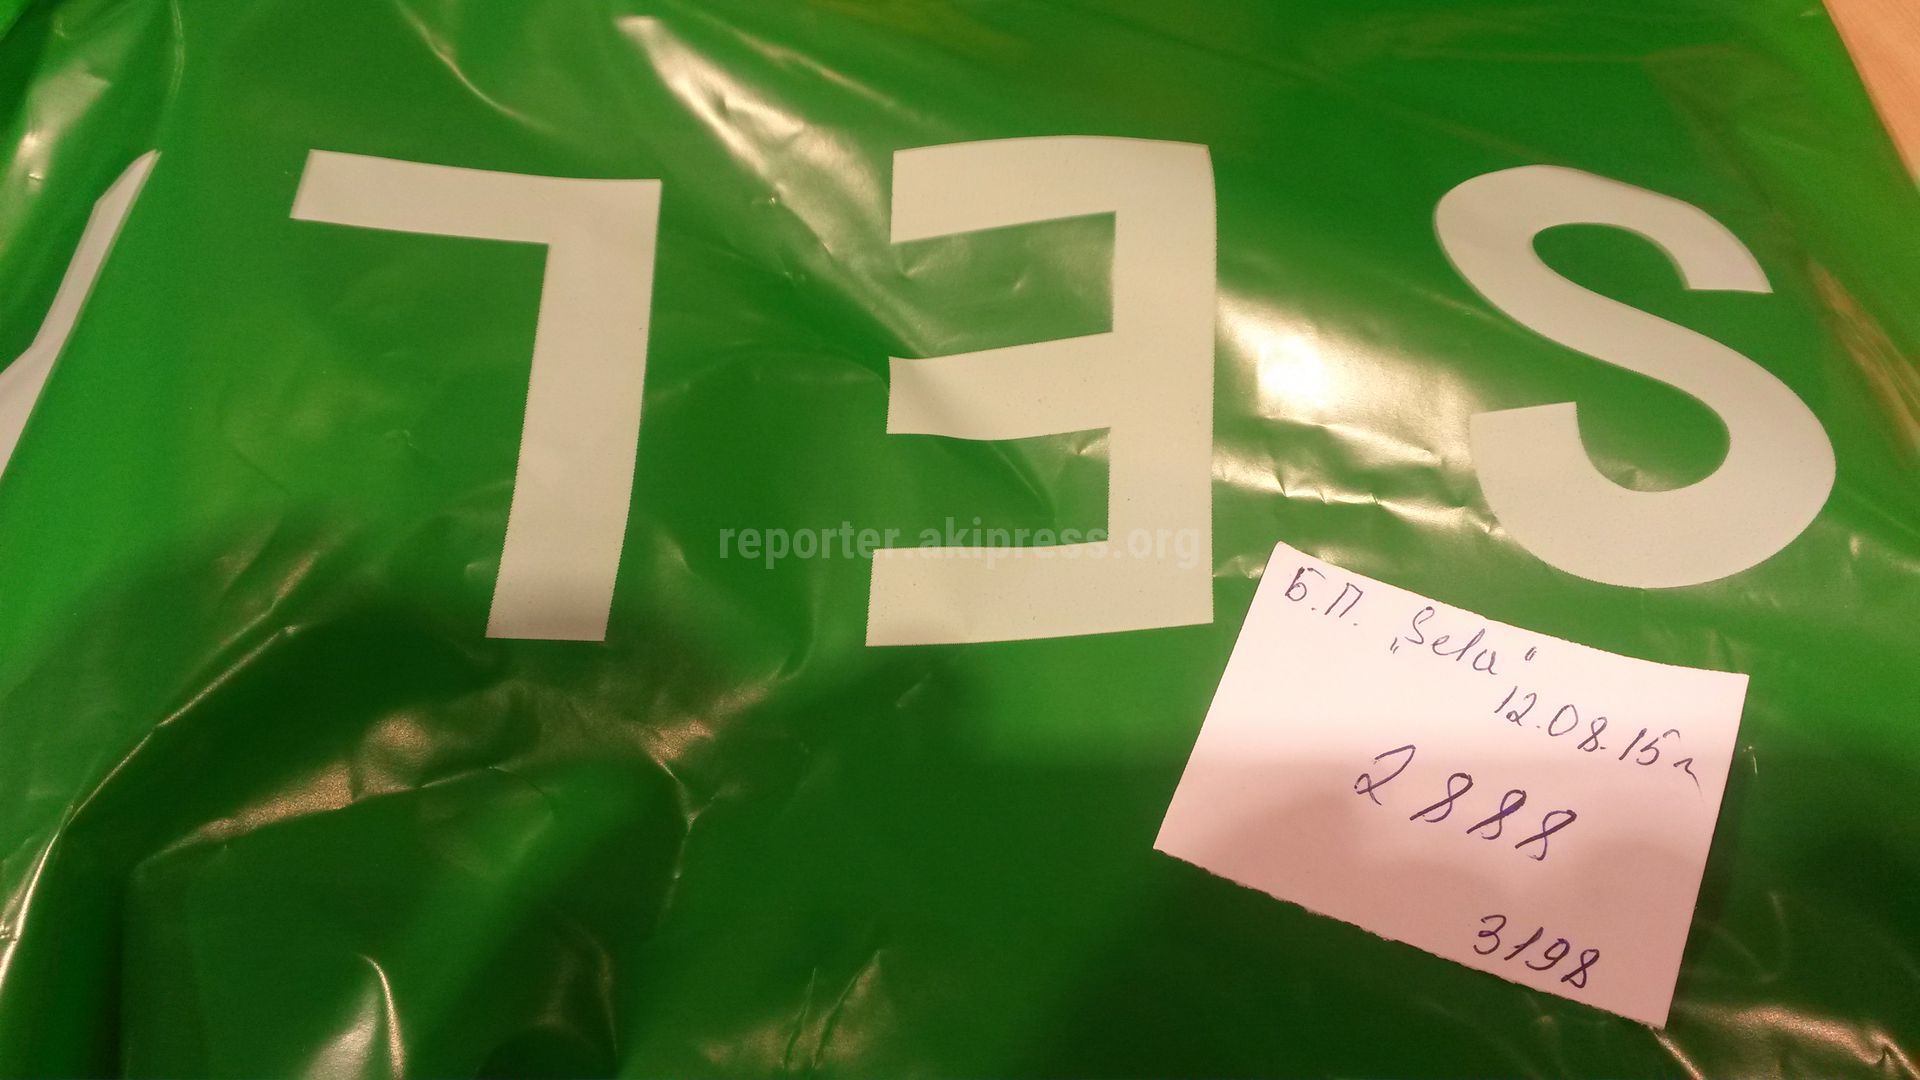 SEL
reporter.akipress.org
Б.П.
„Sela"
12.08.15г
2888
3198